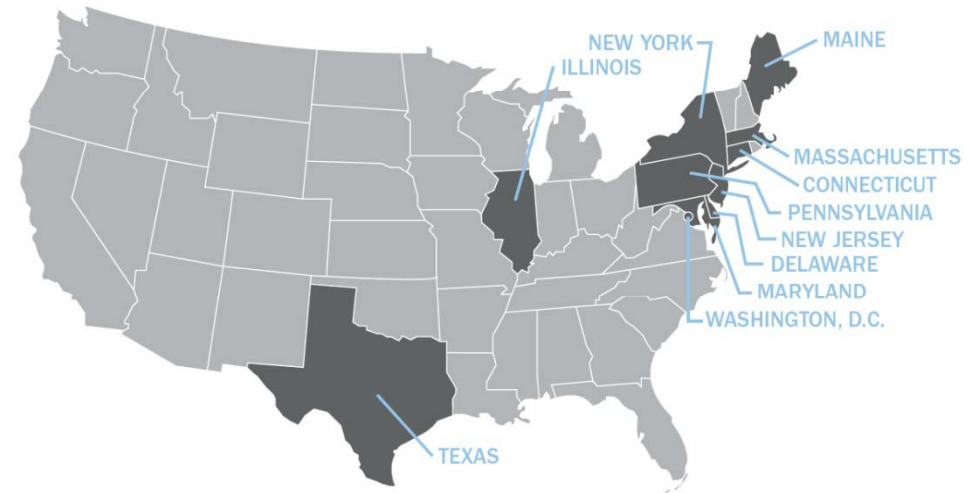 NEW YORK
MAINE
ILLINOIS
MASSACHUSETTS
CONNECTICUT
PENNSYLVANIA
NEW JERSEY
DELAWARE
MARYLAND
WASHINGTON, D.C.
TEXAS